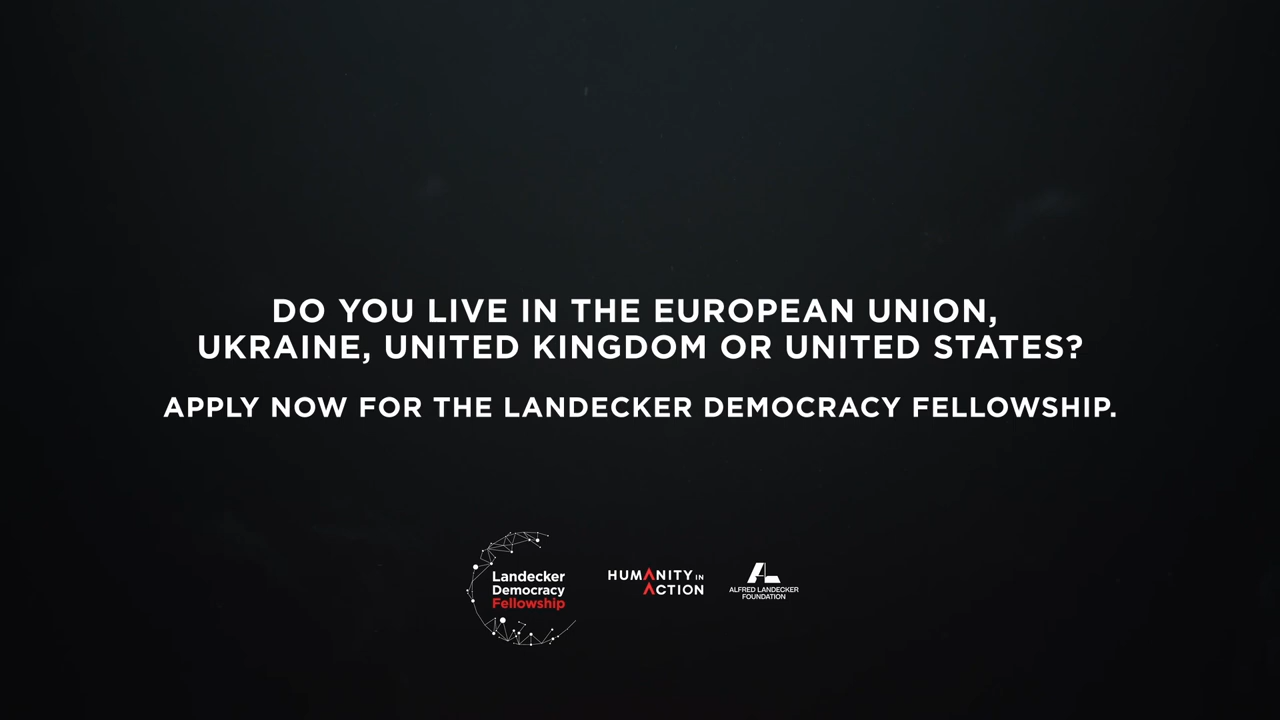 DO YOU LIVE IN THE EUROPEAN UNION,
UKRAINE, UNITED KINGDOM OR UNITED STATES?
APPLY NOW FOR THE LANDECKER DEMOCRACY FELLOWSHIP.
Landecker
Democracy
Fellowship
HUMANITY IN
ACTION
ALFRED LANDECKER
FOUNDATION